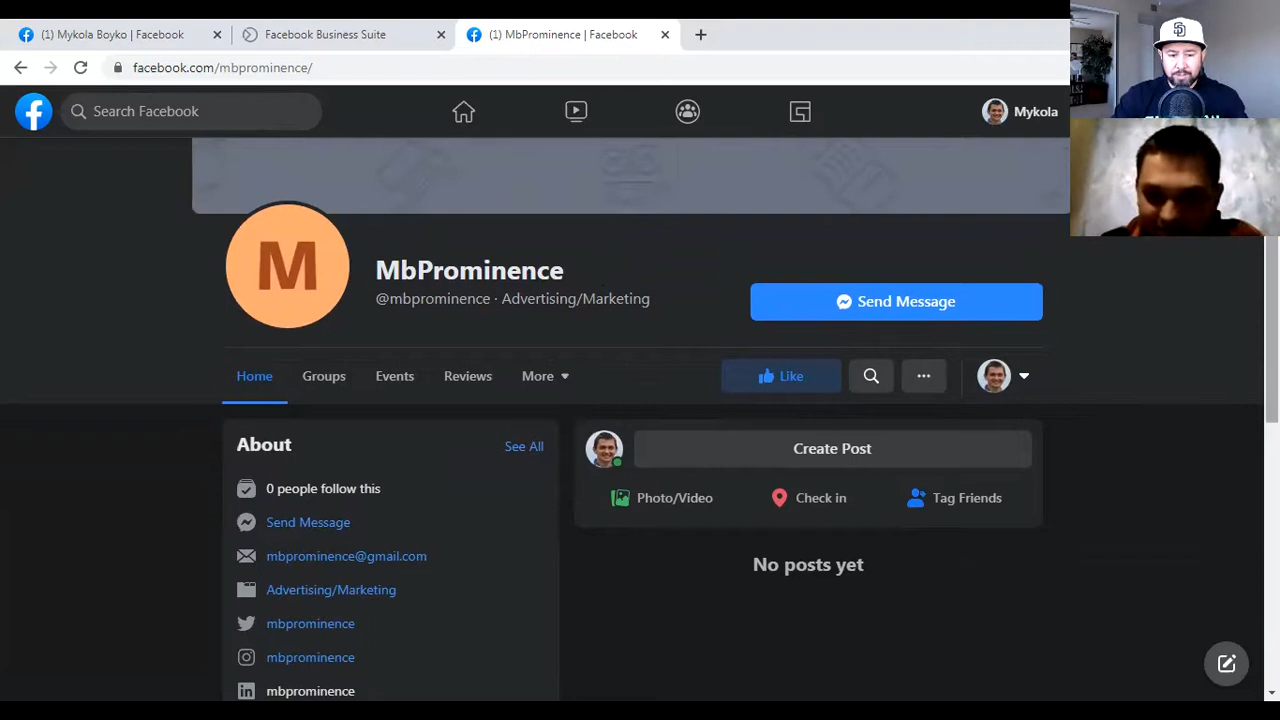 (1) Mykola Boyko | Facebook
Facebook Business Suite
(1) MbProminence | Facebook
facebook.com/mbprominence/
Search Facebook
Mykola
M
MbProminence
@mbprominence · Advertising/Marketing
Send Message
Home
Groups
Events
Reviews
More
Like
About
See All
0 people follow this
Send Message
mbprominence@gmail.com
Advertising/Marketing
mbprominence
mbprominence
mbprominence
Create Post
Photo/Video
Check in
Tag Friends
No posts yet